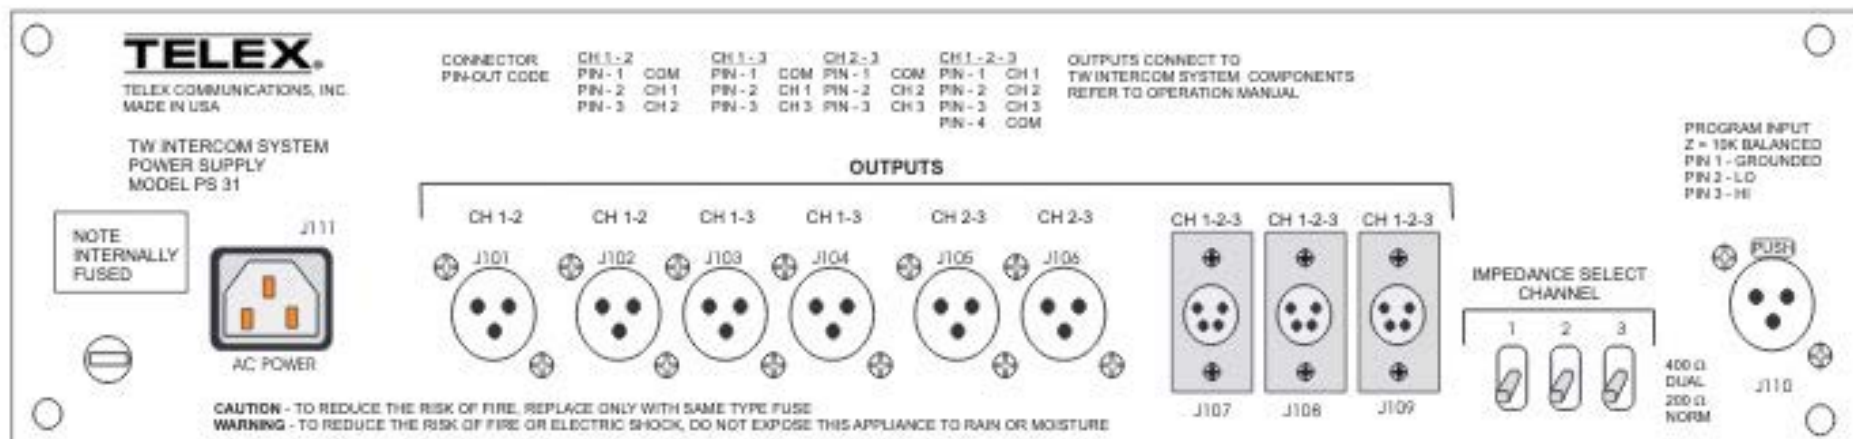 TELEX®
TELEX COMMUNICATIONS, INC.
MADE IN USA
TW INTERCOM SYSTEM
POWER SUPPLY
MODEL PS 31
NOTE
INTERNALLY
FUSED
J111
AC POWER
CONNECTOR
PIN-OUT CODE
CH 1 - 2
PIN - 1 COM
PIN - 2 CH 1
PIN - 3 CH 2
CH 1 - 3
PIN - 1 COM
PIN - 2 CH 1
PIN - 3 CH 3
CH 2 - 3
PIN - 1 COM
PIN - 2 CH 2
PIN - 3 CH 3
CH 1 - 2 - 3
PIN - 1 CH 1
PIN - 2 CH 2
PIN - 3 CH 3
PIN - 4 COM
OUTPUTS CONNECT TO
TW INTERCOM SYSTEM COMPONENTS
REFER TO OPERATION MANUAL
OUTPUTS
CH 1-2 CH 1-2 CH 1-3 CH 1-3 CH 2-3 CH 2-3 CH 1-2-3 CH 1-2-3 CH 1-2-3
J101 J102 J103 J104 J105 J106
J107 J108 J109
IMPEDANCE SELECT
CHANNEL
1 2 3
400 Ω
DUAL
200 Ω
NORM
PROGRAM INPUT
Z = 10K BALANCED
PIN 1 - GROUNDED
PIN 2 - LO
PIN 3 - HI
PUSH
J110
CAUTION - TO REDUCE THE RISK OF FIRE, REPLACE ONLY WITH SAME TYPE FUSE
WARNING - TO REDUCE THE RISK OF FIRE OR ELECTRIC SHOCK, DO NOT EXPOSE THIS APPLIANCE TO RAIN OR MOISTURE